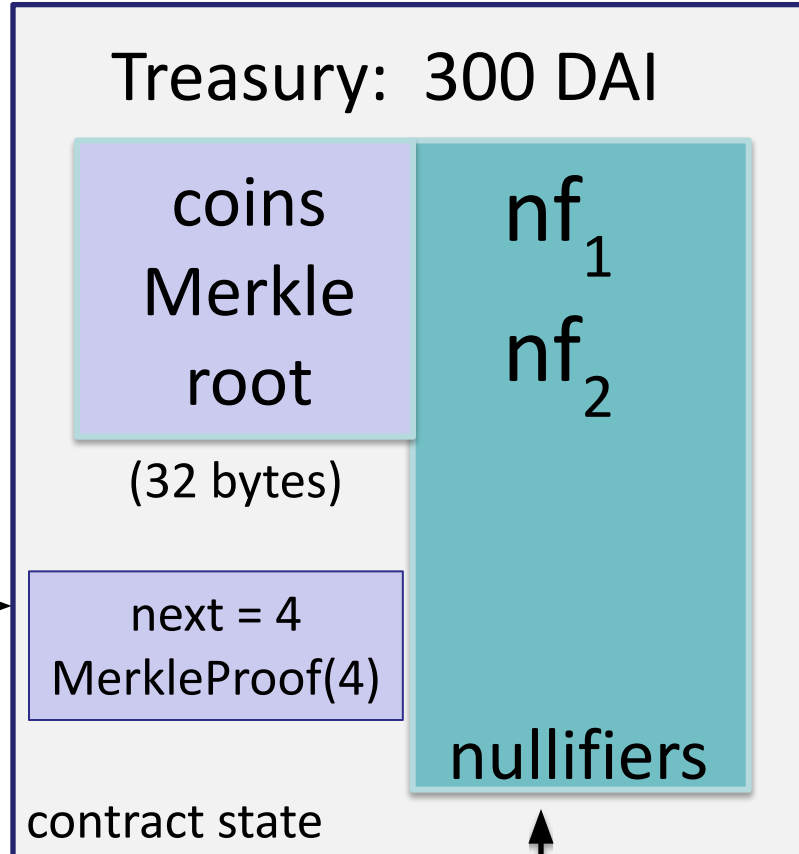 Treasury: 300 DAI
coins
Merkle
root
(32 bytes)
nf₁
nf₂
nullifiers
next = 4
MerkleProof(4)
contract state